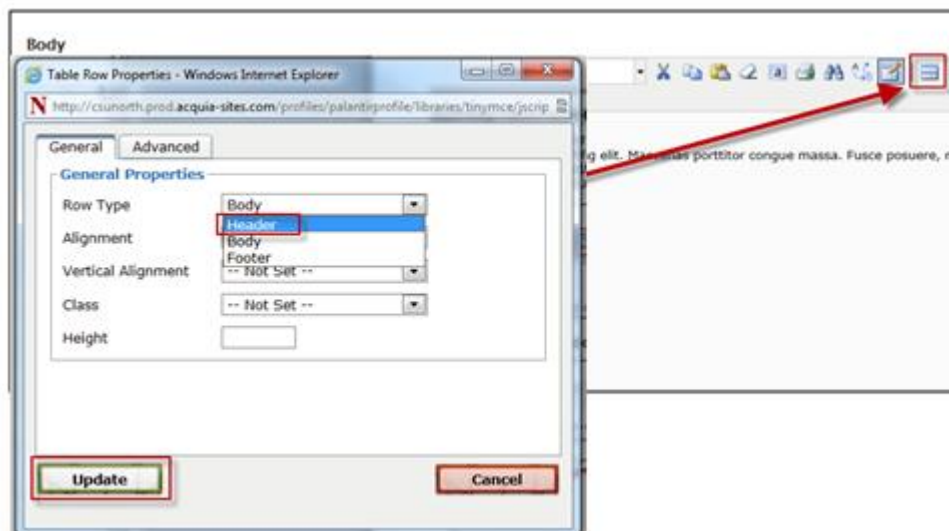 Body
Table Row Properties - Windows Internet Explorer
N http://csunorth.prod.acquia-sites.com/profiles/palantirprofile/libraries/tinymce/jscrip
General Advanced
g elit. Maecenas porttitor congue massa. Fusce posuere,
General Properties
Row Type Body
Header
Alignment
Body
Footer
Vertical Alignment -- Not Set --
Class -- Not Set --
Height
Update Cancel